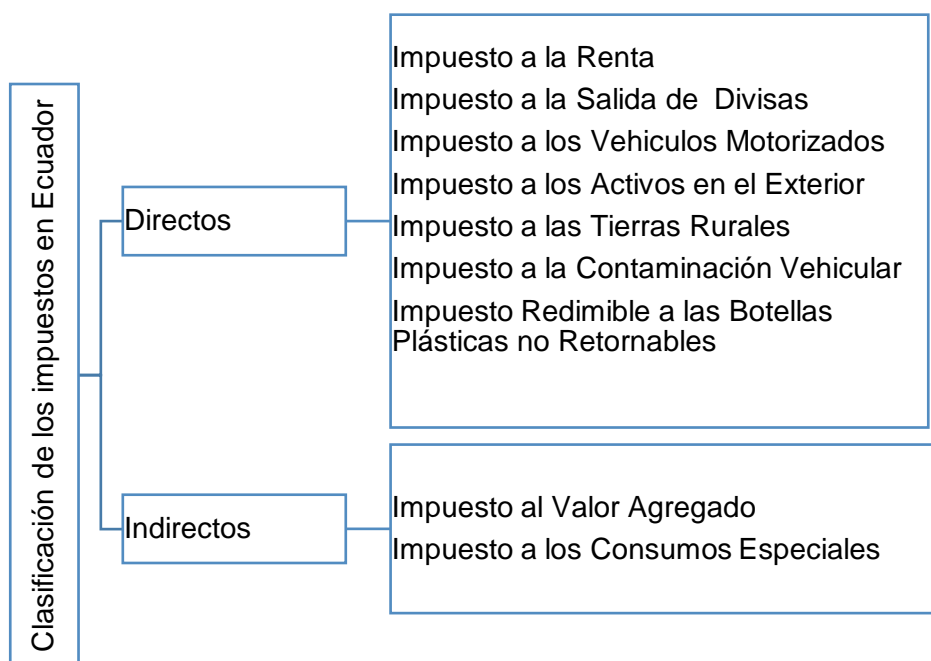 Clasificación de los impuestos en Ecuador
Directos
Impuesto a la Renta
Impuesto a la Salida de Divisas
Impuesto a los Vehiculos Motorizados
Impuesto a los Activos en el Exterior
Impuesto a las Tierras Rurales
Impuesto a la Contaminación Vehicular
Impuesto Redimible a las Botellas
Plásticas no Retornables
Indirectos
Impuesto al Valor Agregado
Impuesto a los Consumos Especiales